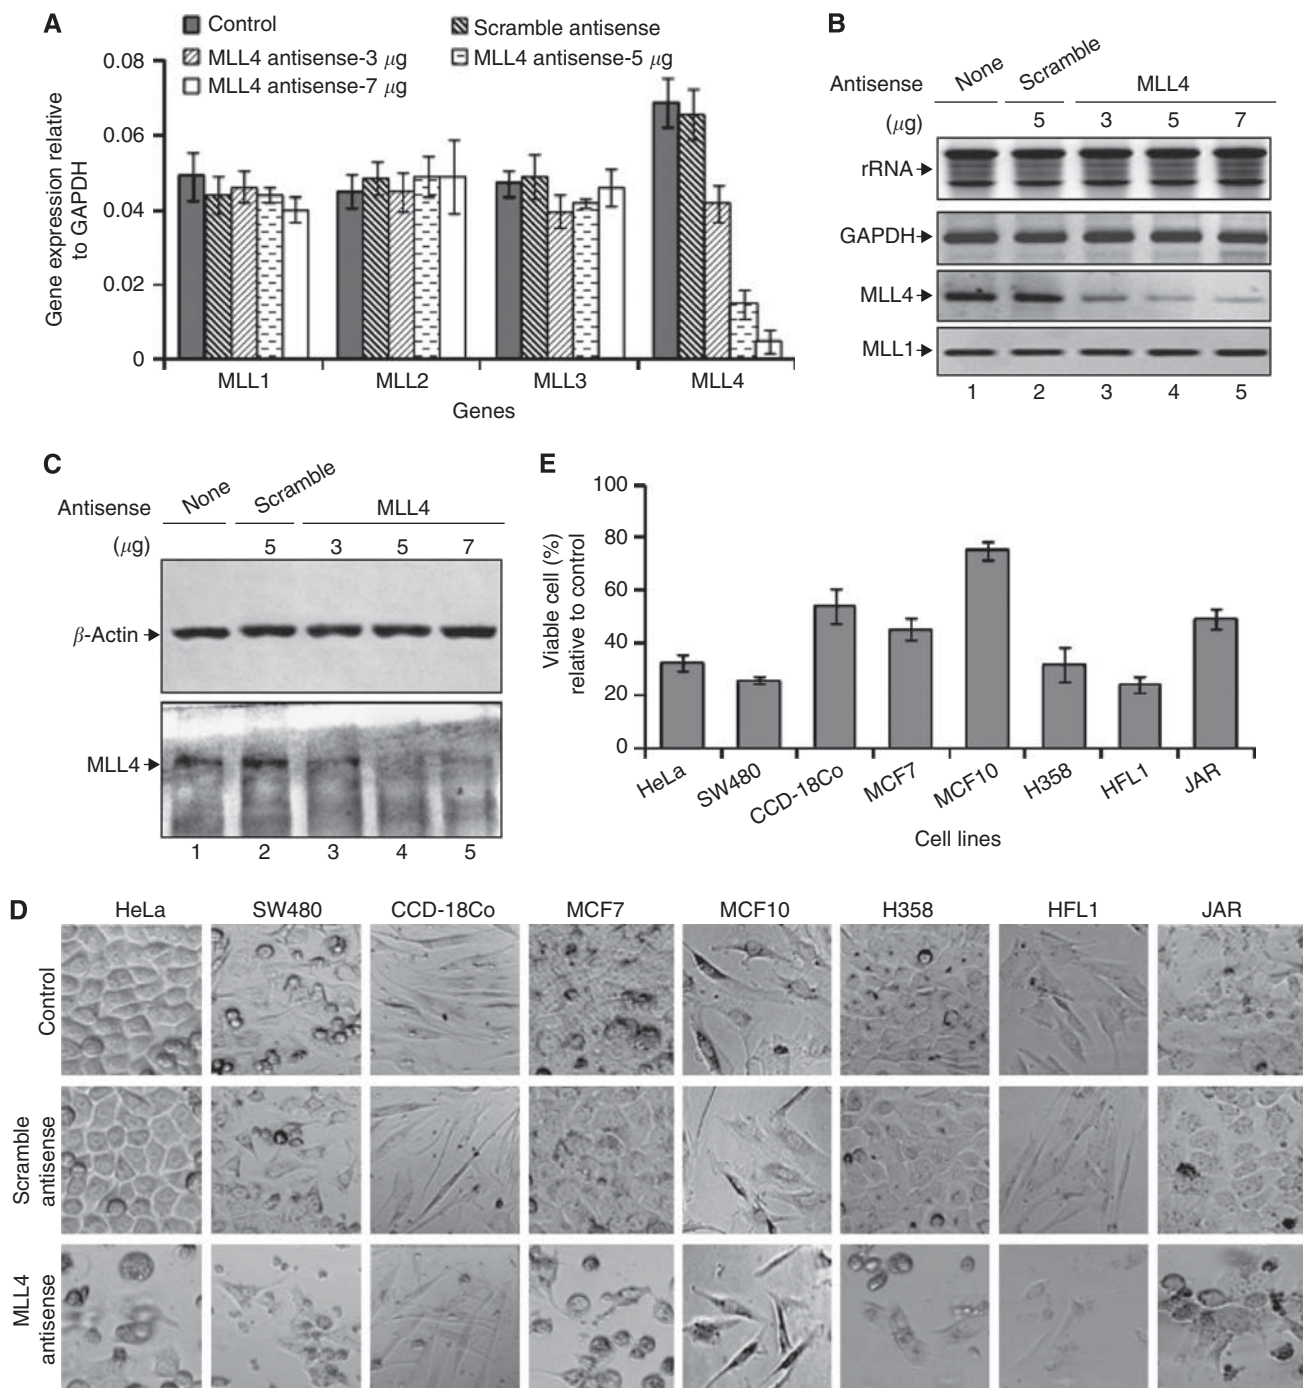 A
Control
Scramble antisense
MLL4 antisense-3 μg
MLL4 antisense-5 μg
MLL4 antisense-7 μg
Gene expression relative
to GAPDH
0.08
0.06
0.04
0.02
0
MLL1 MLL2 MLL3 MLL4
Genes
B
Antisense None Scramble MLL4
(μg) 5 3 5 7
rRNA
GAPDH
MLL4
MLL1
1 2 3 4 5
C
Antisense None Scramble MLL4
(μg) 5 3 5 7
β-Actin
MLL4
1 2 3 4 5
E
Viable cell (%)
relative to control
100
80
60
40
20
0
HeLa SW480 CCD-18Co MCF7 MCF10 H358 HFL1 JAR
Cell lines
D
HeLa SW480 CCD-18Co MCF7 MCF10 H358 HFL1 JAR
Control
Scramble
antisense
MLL4
antisense